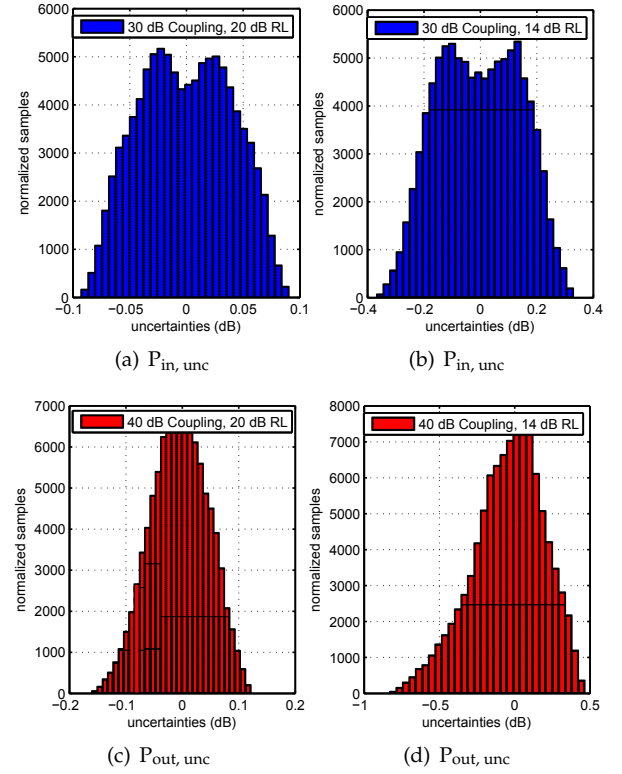 30 dB Coupling, 20 dB RL
normalized samples
6000
5000
4000
3000
2000
1000
0
−0.1 −0.05 0 0.05 0.1
uncertainties (dB)
(a) Pin, unc
30 dB Coupling, 14 dB RL
normalized samples
6000
5000
4000
3000
2000
1000
0
−0.4 −0.2 0 0.2 0.4
uncertainties (dB)
(b) Pin, unc
40 dB Coupling, 20 dB RL
normalized samples
7000
6000
5000
4000
3000
2000
1000
0
−0.2 −0.1 0 0.1 0.2
uncertainties (dB)
(c) Pout, unc
40 dB Coupling, 14 dB RL
normalized samples
8000
7000
6000
5000
4000
3000
2000
1000
0
−1 −0.5 0 0.5
uncertainties (dB)
(d) Pout, unc